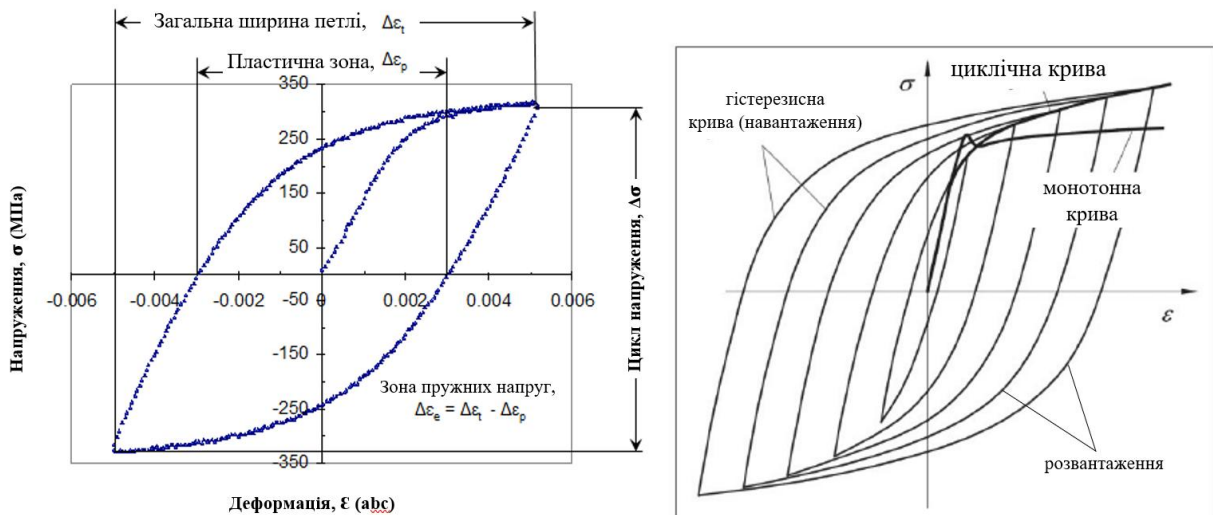 Загальна ширина петлі, Δεt
Пластична зона, Δεp
350
250
150
50
-0.006 -0.004 -0.002 0 0.002 0.004 0.006
-50
-150
-250
-350
Напруження, σ (МПа)
Цикл напруження, Δσ
Зона пружних напруг,
Δεe = Δεt - Δεp
Деформація, Ɛ (abc)
σ
циклічна крива
гістерезисна
крива (навантаження)
монотонна
крива
ε
розвантаження